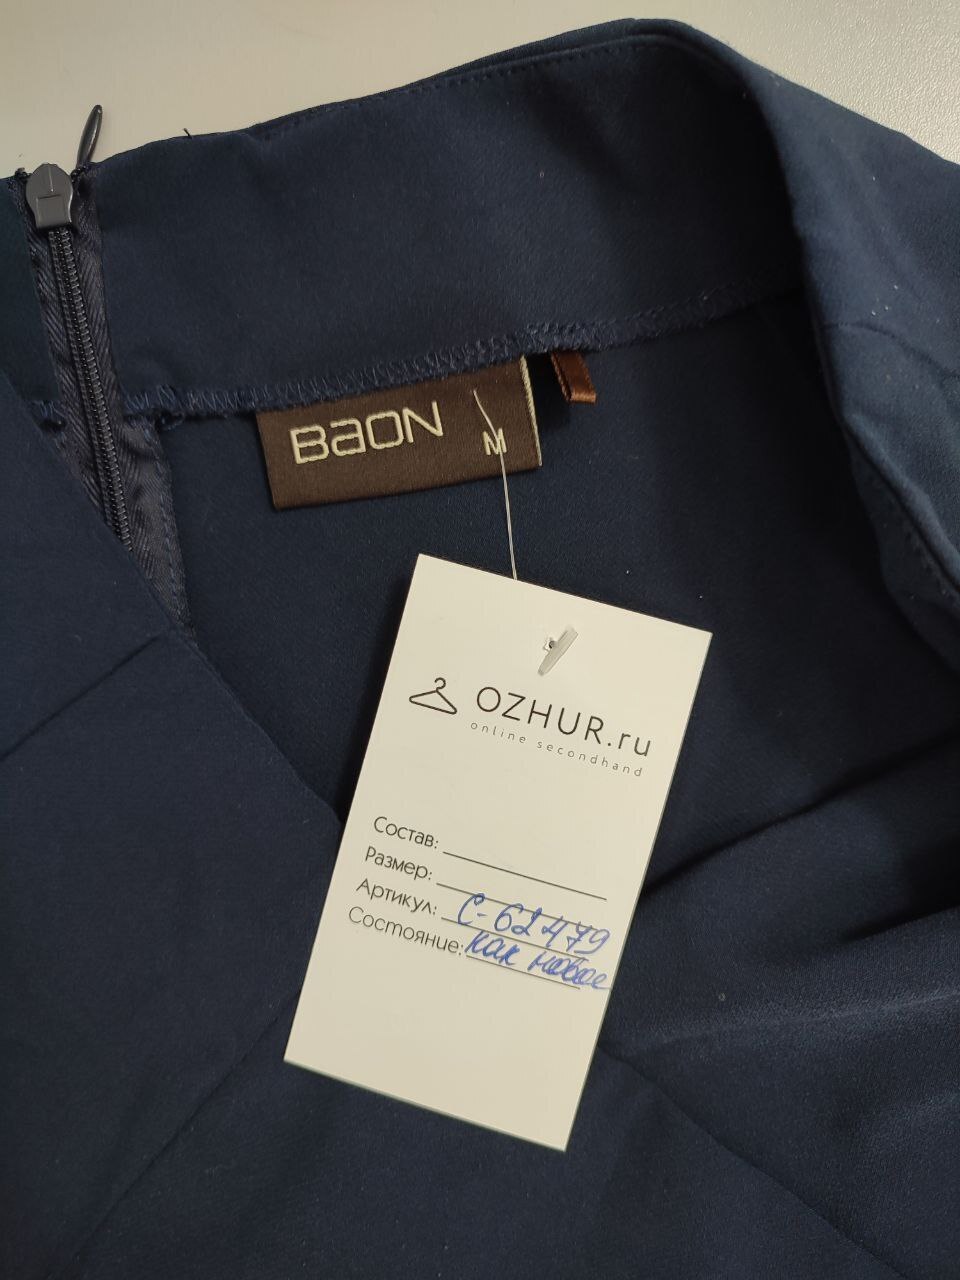 BAON M
OZHUR.ru
online secondhand
Состав:
Размер:
Артикул: С-62479
Состояние: как новое